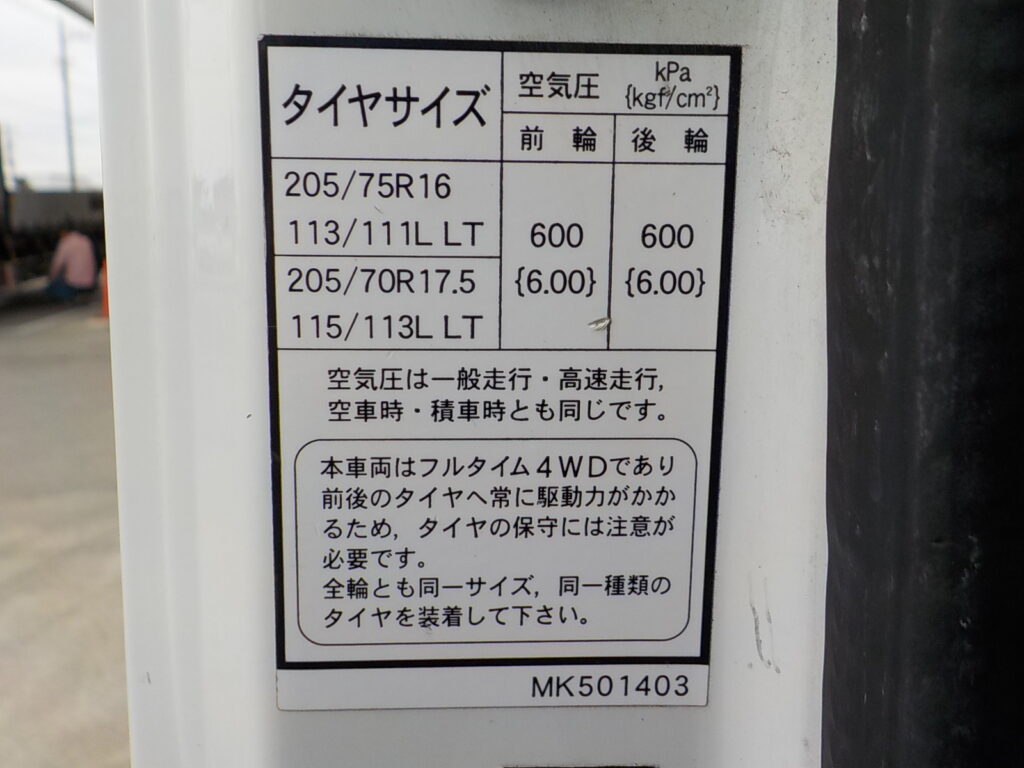 タイヤサイズ
空気圧 kPa
{kgf/cm²}
前 輪 後 輪
205/75R16
113/111L LT
600 600
{6.00} {6.00}
205/70R17.5
115/113L LT
空気圧は一般走行・高速走行,
空車時・積車時とも同じです。
本車両はフルタイム4WDであり
前後のタイヤへ常に駆動力がかか
るため, タイヤの保守には注意が
必要です。
全輪とも同一サイズ, 同一種類の
タイヤを装着して下さい。
MK501403